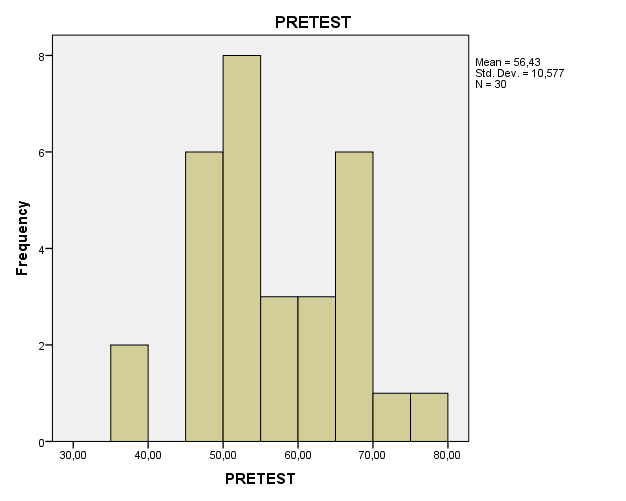 PRETEST
Mean = 56,43
Std. Dev. = 10,577
N = 30
8
6
4
2
0
Frequency
30,00 40,00 50,00 60,00 70,00 80,00
PRETEST